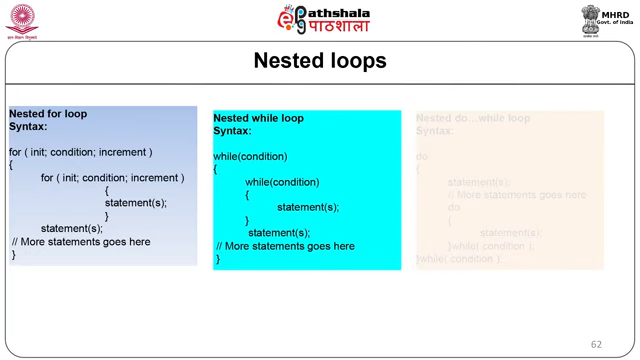 Pathshala
पाठशाला
MHRD
Govt. of India
Nested loops
Nested for loop
Syntax:
for ( init; condition; increment )
{
for ( init; condition; increment )
{
statement(s);
}
statement(s);
// More statements goes here
}
Nested while loop
Syntax:
while(condition)
{
while(condition)
{
statement(s);
}
statement(s);
// More statements goes here
}
Nested do... while loop
Syntax:
do
{
statement(s);
// More statements goes here
do
{
statement(s);
}while( condition );
}while( condition );
62